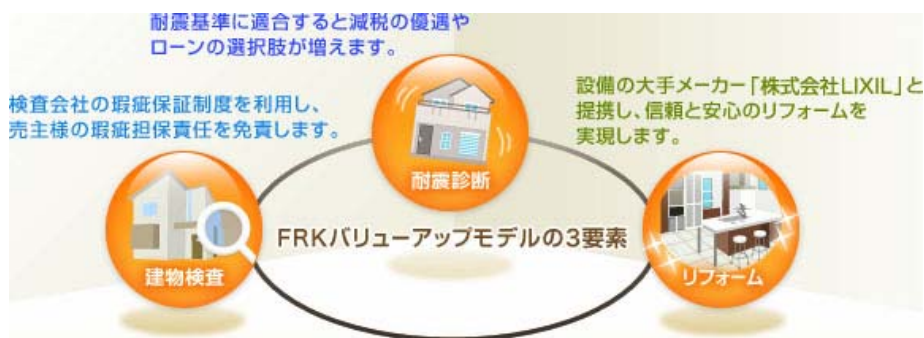 耐震基準に適合すると減税の優遇や
ローンの選択肢が増えます。
検査会社の瑕疵保証制度を利用し、
売主様の瑕疵担保責任を免責します。
設備の大手メーカー「株式会社LIXIL」と
提携し、信頼と安心のリフォームを
実現します。
耐震診断
FRKバリューアップモデルの3要素
建物検査
リフォーム